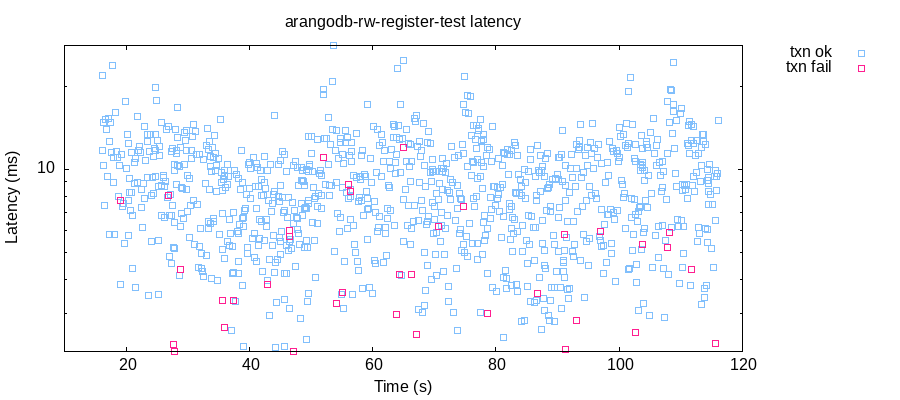 arangodb-rw-register-test latency
txn ok
txn fail
10
Latency (ms)
20 40 60 80 100 120
Time (s)